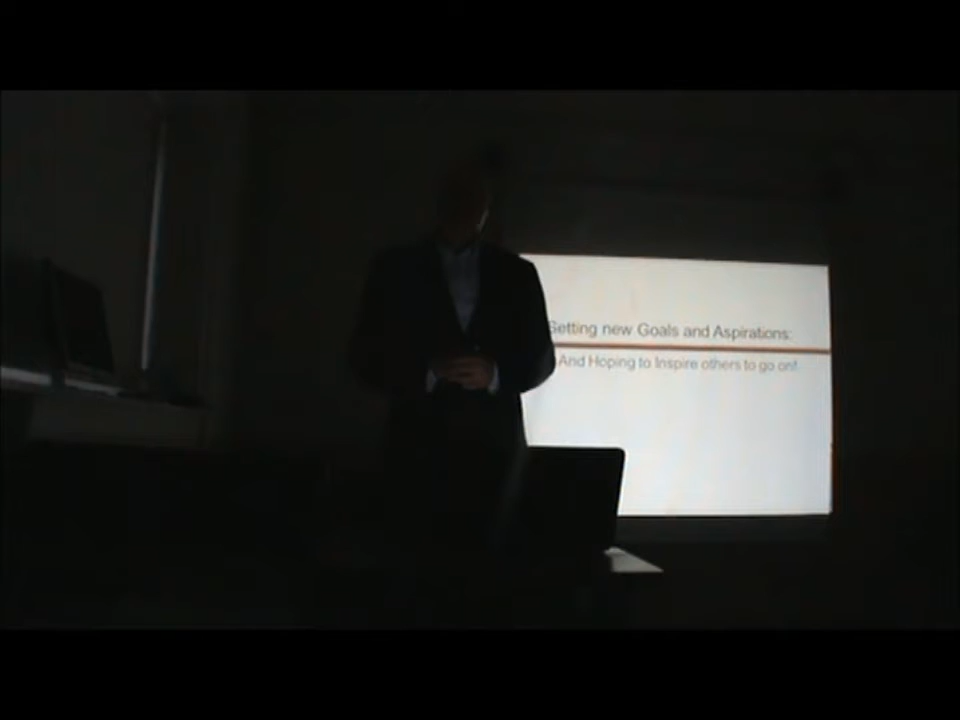 Setting new Goals and Aspirations:
And Hoping to Inspire others to go on!